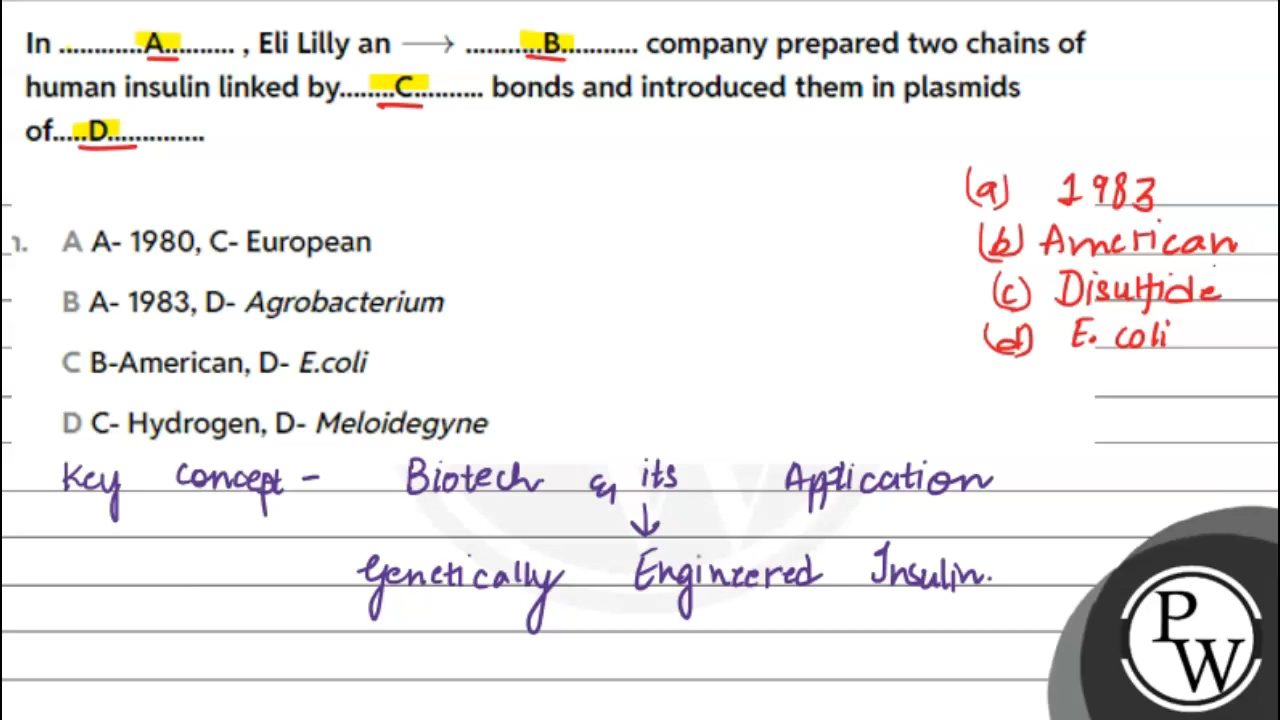 In .............A.......... , Eli Lilly an ⟶ ...........B........... company prepared two chains of
human insulin linked by........C.......... bonds and introduced them in plasmids
of.....D..............
(a) 1983
A A- 1980, C- European
(b) American
B A- 1983, D- Agrobacterium
(c) Disulfide
(d) E. coli
C B-American, D- E.coli
D C- Hydrogen, D- Meloidegyne
Key concept - Biotech & its Application
↓
Genetically Engineered Insulin.
P
W